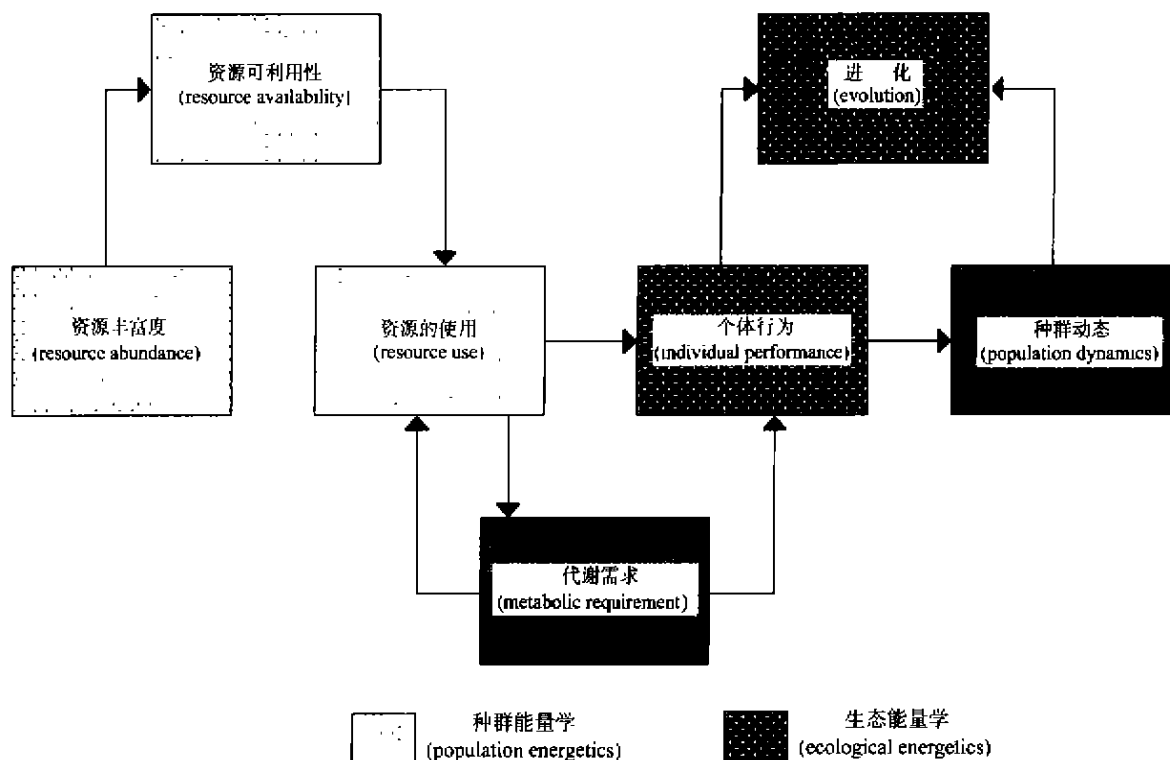 资源可利用性
(resource availability)
进 化
(evolution)
资源丰富度
(resource abundance)
资源的使用
(resource use)
个体行为
(individual performance)
种群动态
(population dynamics)
代谢需求
(metabolic requirement)
种群能量学
(population energetics)
生态能量学
(ecological energetics)